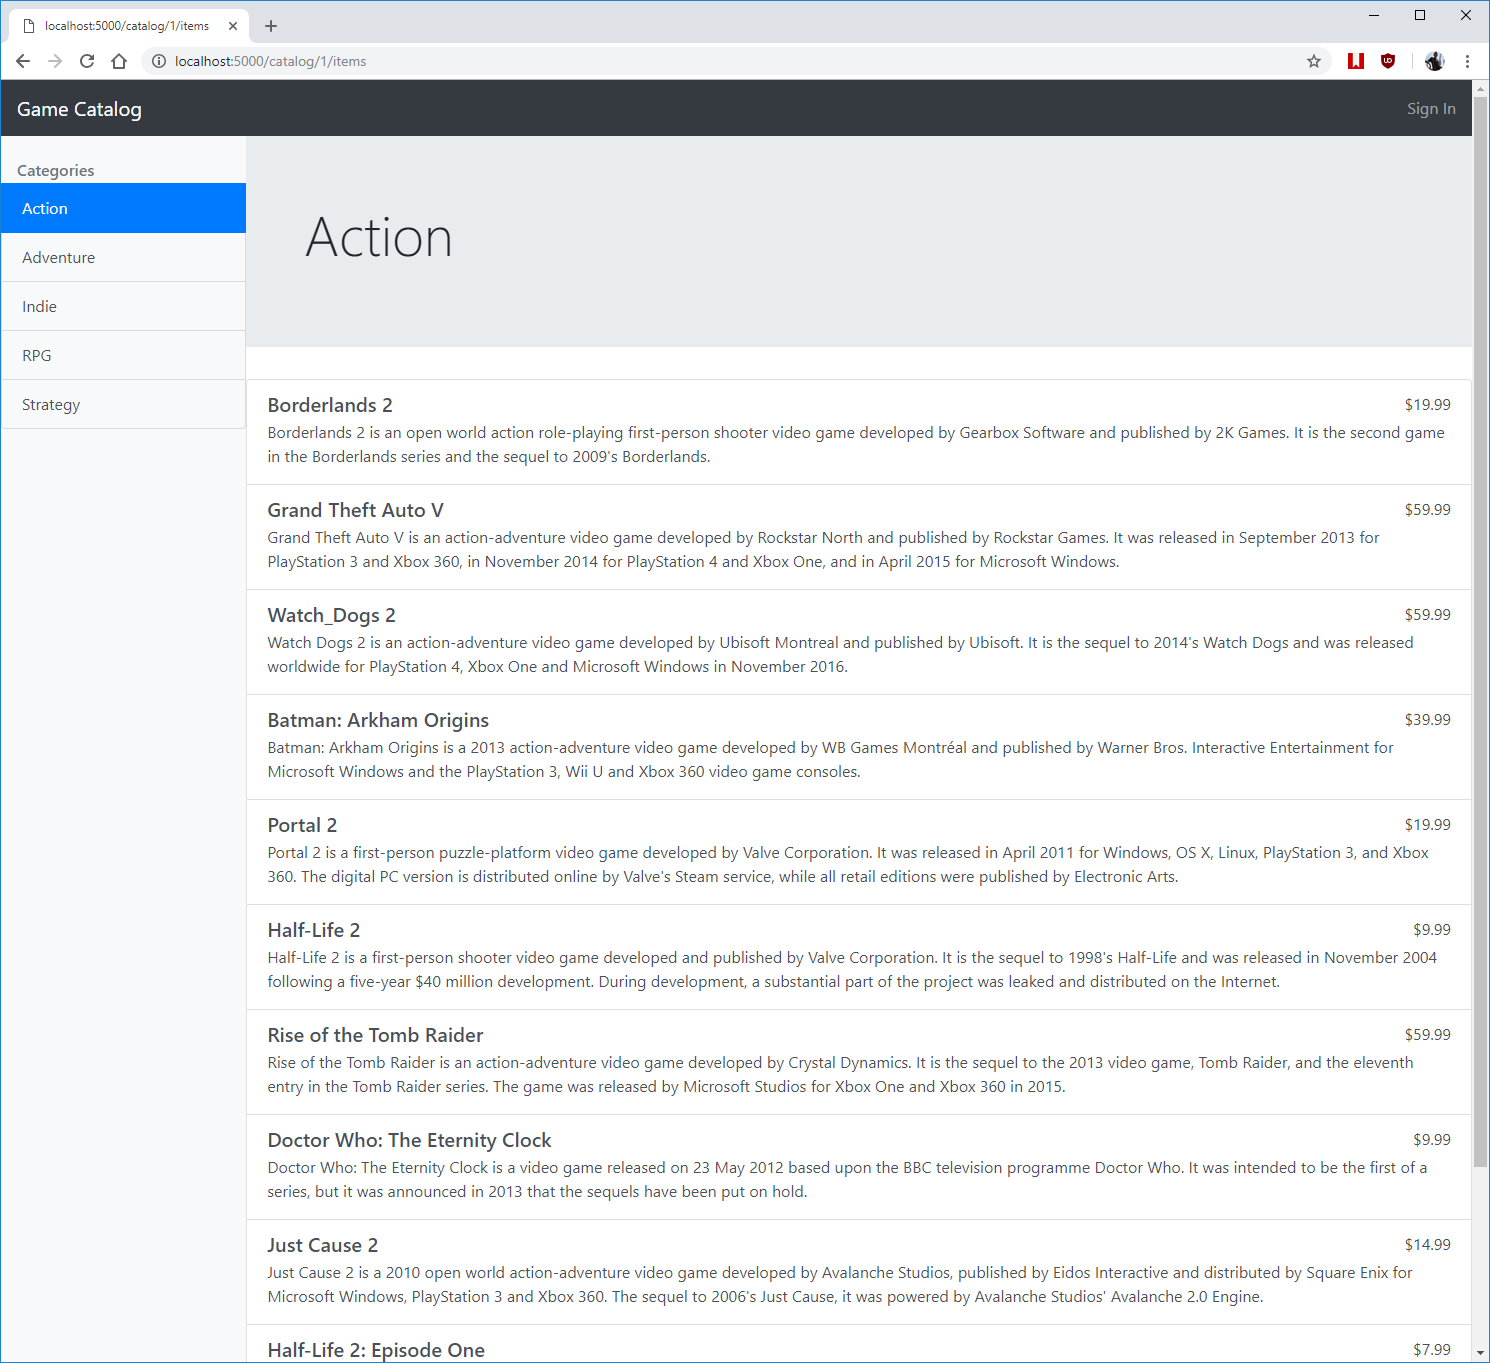 localhost:5000/catalog/1/items
localhost:5000/catalog/1/items
Game Catalog
Sign In
Categories
Action
Adventure
Indie
RPG
Strategy
Action
Borderlands 2
$19.99
Borderlands 2 is an open world action role-playing first-person shooter video game developed by Gearbox Software and published by 2K Games. It is the second game
in the Borderlands series and the sequel to 2009's Borderlands.
Grand Theft Auto V
$59.99
Grand Theft Auto V is an action-adventure video game developed by Rockstar North and published by Rockstar Games. It was released in September 2013 for
PlayStation 3 and Xbox 360, in November 2014 for PlayStation 4 and Xbox One, and in April 2015 for Microsoft Windows.
Watch_Dogs 2
$59.99
Watch Dogs 2 is an action-adventure video game developed by Ubisoft Montreal and published by Ubisoft. It is the sequel to 2014's Watch Dogs and was released
worldwide for PlayStation 4, Xbox One and Microsoft Windows in November 2016.
Batman: Arkham Origins
$39.99
Batman: Arkham Origins is a 2013 action-adventure video game developed by WB Games Montréal and published by Warner Bros. Interactive Entertainment for
Microsoft Windows and the PlayStation 3, Wii U and Xbox 360 video game consoles.
Portal 2
$19.99
Portal 2 is a first-person puzzle-platform video game developed by Valve Corporation. It was released in April 2011 for Windows, OS X, Linux, PlayStation 3, and Xbox
360. The digital PC version is distributed online by Valve's Steam service, while all retail editions were published by Electronic Arts.
Half-Life 2
$9.99
Half-Life 2 is a first-person shooter video game developed and published by Valve Corporation. It is the sequel to 1998's Half-Life and was released in November 2004
following a five-year $40 million development. During development, a substantial part of the project was leaked and distributed on the Internet.
Rise of the Tomb Raider
$59.99
Rise of the Tomb Raider is an action-adventure video game developed by Crystal Dynamics. It is the sequel to the 2013 video game, Tomb Raider, and the eleventh
entry in the Tomb Raider series. The game was released by Microsoft Studios for Xbox One and Xbox 360 in 2015.
Doctor Who: The Eternity Clock
$9.99
Doctor Who: The Eternity Clock is a video game released on 23 May 2012 based upon the BBC television programme Doctor Who. It was intended to be the first of a
series, but it was announced in 2013 that the sequels have been put on hold.
Just Cause 2
$14.99
Just Cause 2 is a 2010 open world action-adventure video game developed by Avalanche Studios, published by Eidos Interactive and distributed by Square Enix for
Microsoft Windows, PlayStation 3 and Xbox 360. The sequel to 2006's Just Cause, it was powered by Avalanche Studios' Avalanche 2.0 Engine.
Half-Life 2: Episode One
$7.99